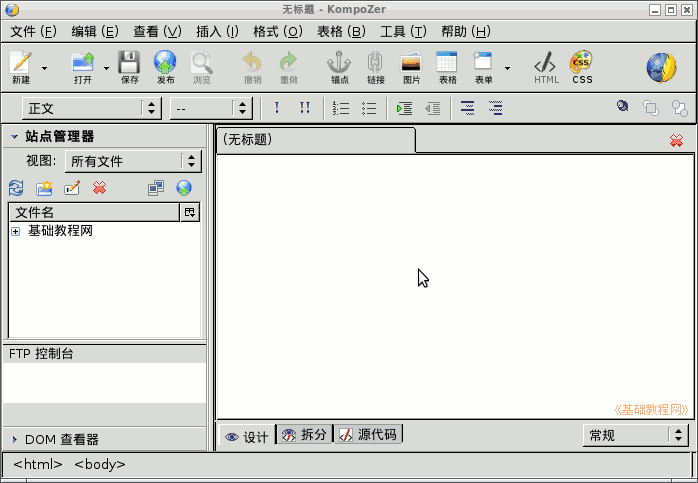 无标题 - KompoZer
文件 (F) 编辑 (E) 查看 (V) 插入 (I) 格式 (O) 表格 (B) 工具 (T) 帮助 (H)
新建 打开 保存 发布 浏览 撤销 重做 锚点 链接 图片 表格 表单 HTML CSS
正文 --
站点管理器
(无标题)
视图: 所有文件
文件名
基础教程网
FTP 控制台
《基础教程网》
DOM 查看器
设计 拆分 源代码 常规
<html> <body>